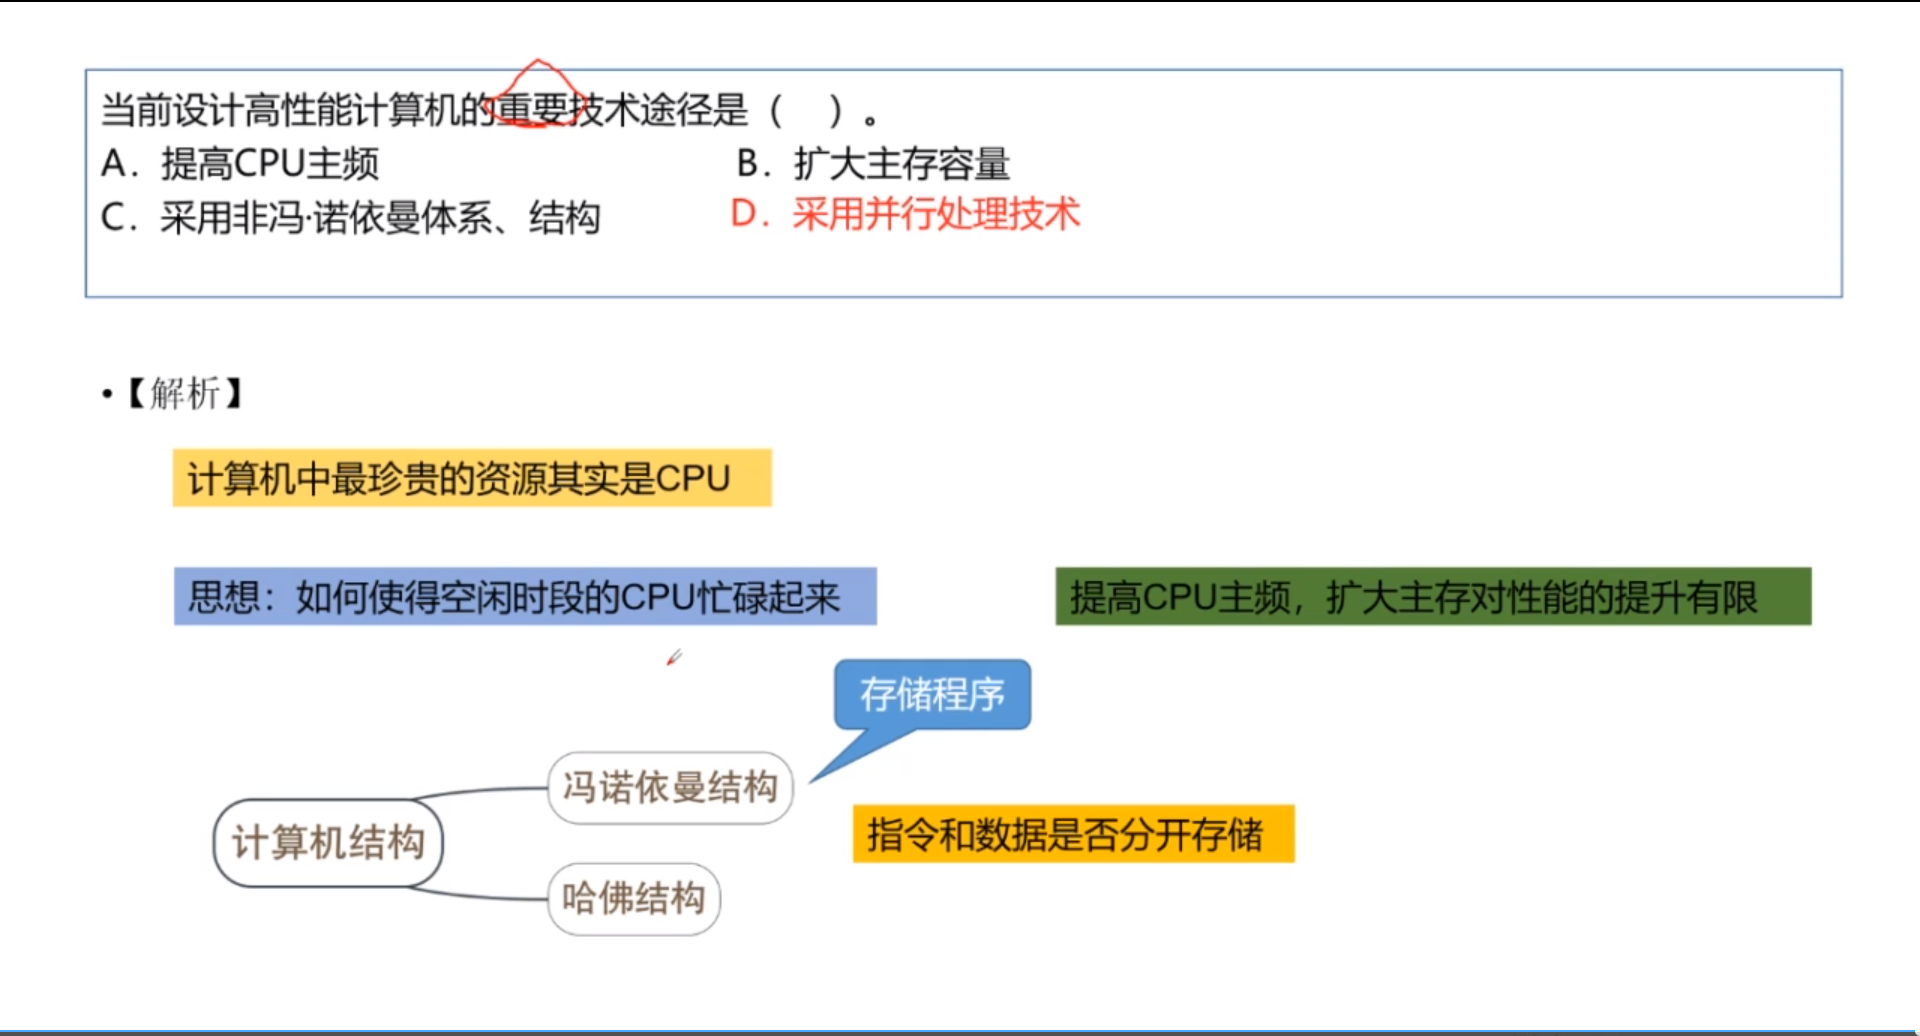 当前设计高性能计算机的重要技术途径是（ ）。
A．提高CPU主频 B．扩大主存容量
C．采用非冯·诺依曼体系、结构 D．采用并行处理技术
•【解析】
计算机中最珍贵的资源其实是CPU
思想：如何使得空闲时段的CPU忙碌起来
提高CPU主频，扩大主存对性能的提升有限
存储程序
冯诺依曼结构
计算机结构
指令和数据是否分开存储
哈佛结构